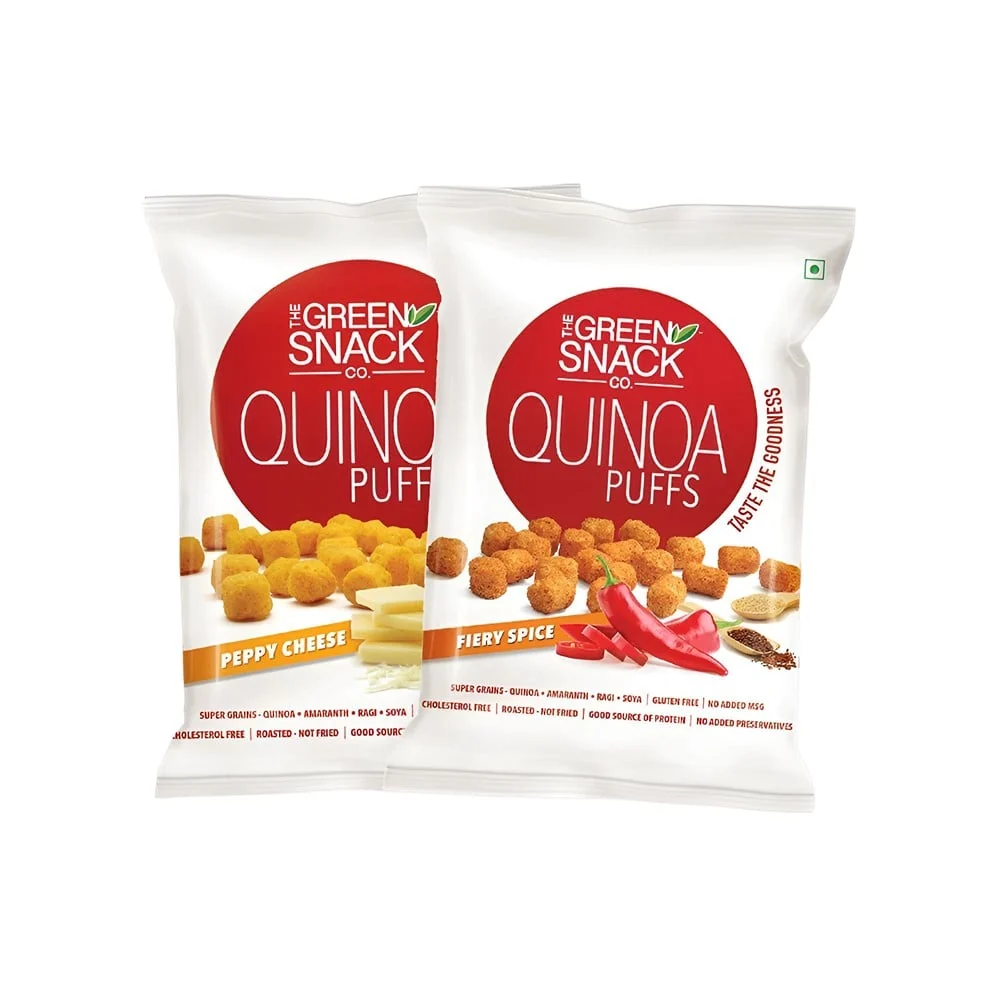 THE
GREEN
SNACK
CO.
QUINO
PUFF
PEPPY CHEESE
SUPER GRAINS - QUINOA • AMARANTH • RAGI • SOYA |
CHOLESTEROL FREE | ROASTED - NOT FRIED | GOOD SOURC
THE
GREEN
SNACK
CO.
QUINOA
PUFFS
TASTE THE GOODNESS
FIERY SPICE
SUPER GRAINS - QUINOA • AMARANTH • RAGI • SOYA | GLUTEN FREE | NO ADDED MSG
CHOLESTEROL FREE | ROASTED - NOT FRIED | GOOD SOURCE OF PROTEIN | NO ADDED PRESERVATIVES